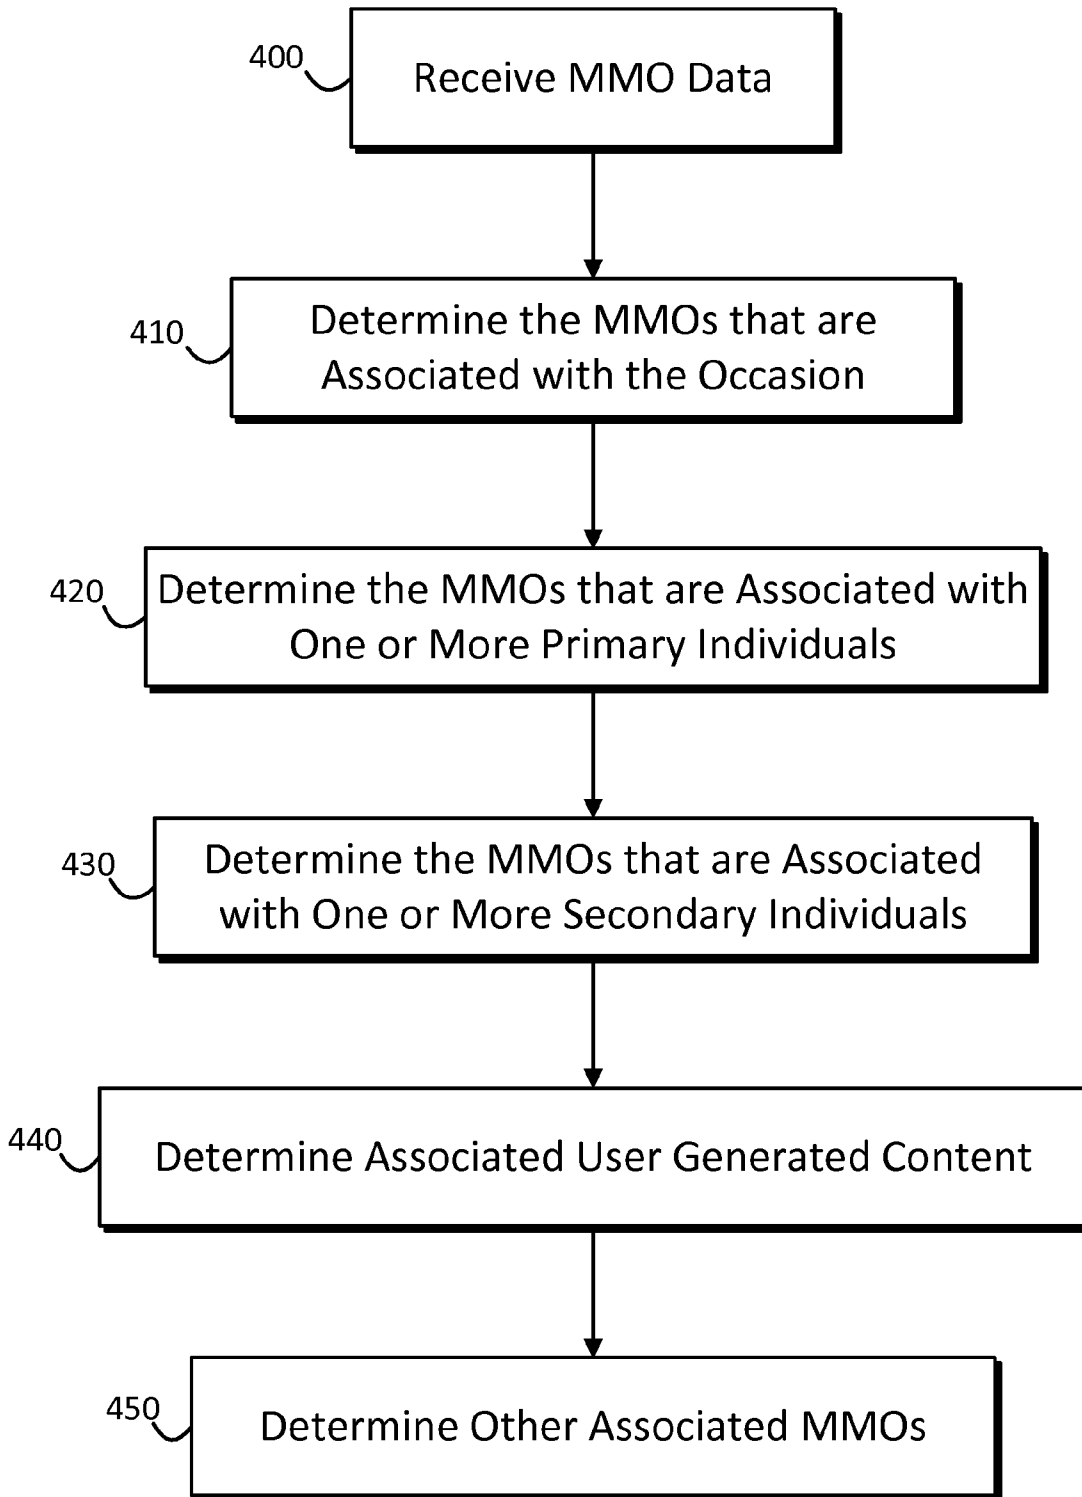 400
Receive MMO Data
410
Determine the MMOs that are
Associated with the Occasion
420
Determine the MMOs that are Associated with
One or More Primary Individuals
430
Determine the MMOs that are Associated
with One or More Secondary Individuals
440
Determine Associated User Generated Content
450
Determine Other Associated MMOs